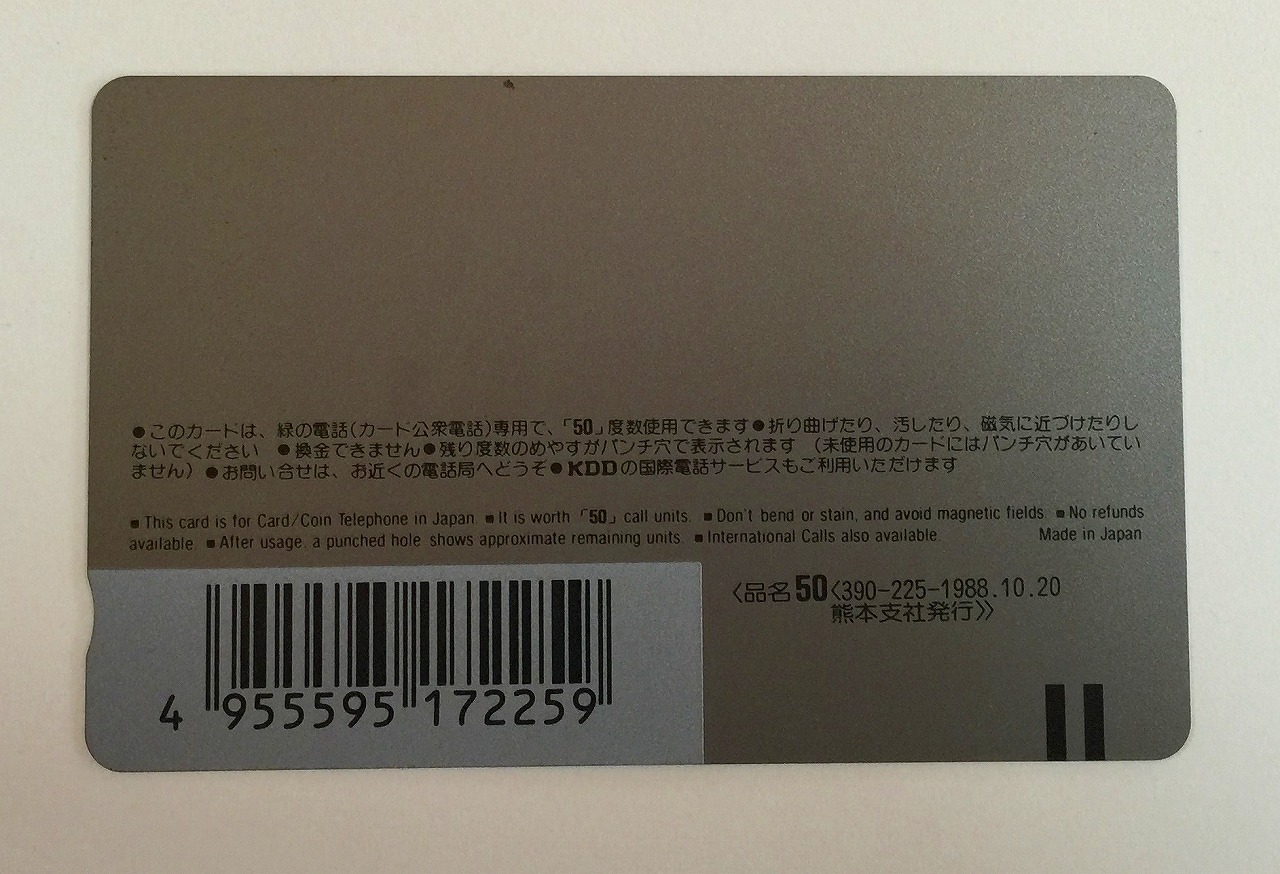 ●このカードは、緑の電話(カード公衆電話)専用で、「50」度数使用できます●折り曲げたり、汚したり、磁気に近づけたりし
ないでください　●換金できません●残り度数のめやすがパンチ穴で表示されます　(未使用のカードにはパンチ穴があいてい
ません) ●お問い合せは、お近くの電話局へどうぞ●KDDの国際電話サービスもご利用いただけます
■This card is for Card/Coin Telephone in Japan. ■It is worth「50」call units. ■Don't bend or stain, and avoid magnetic fields. ■No refunds
available. ■After usage, a punched hole shows approximate remaining units. ■International Calls also available. Made in Japan
〈品名50〈390-225-1988.10.20
熊本支社発行〉〉
4 955595 172259